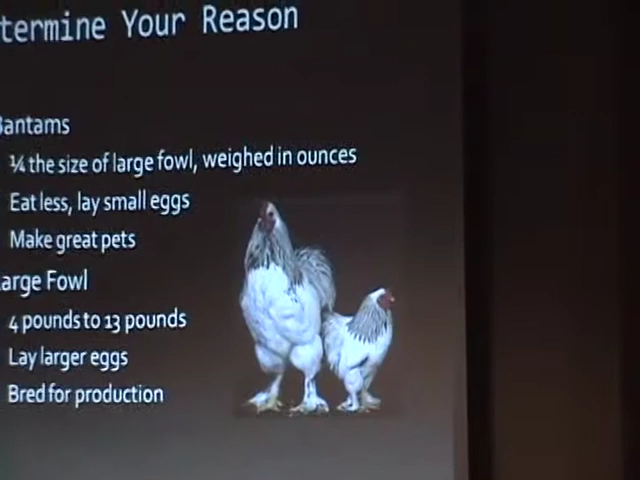 termine Your Reason
Bantams
¼ the size of large fowl, weighed in ounces
Eat less, lay small eggs
Make great pets
Large Fowl
4 pounds to 13 pounds
Lay larger eggs
Bred for production